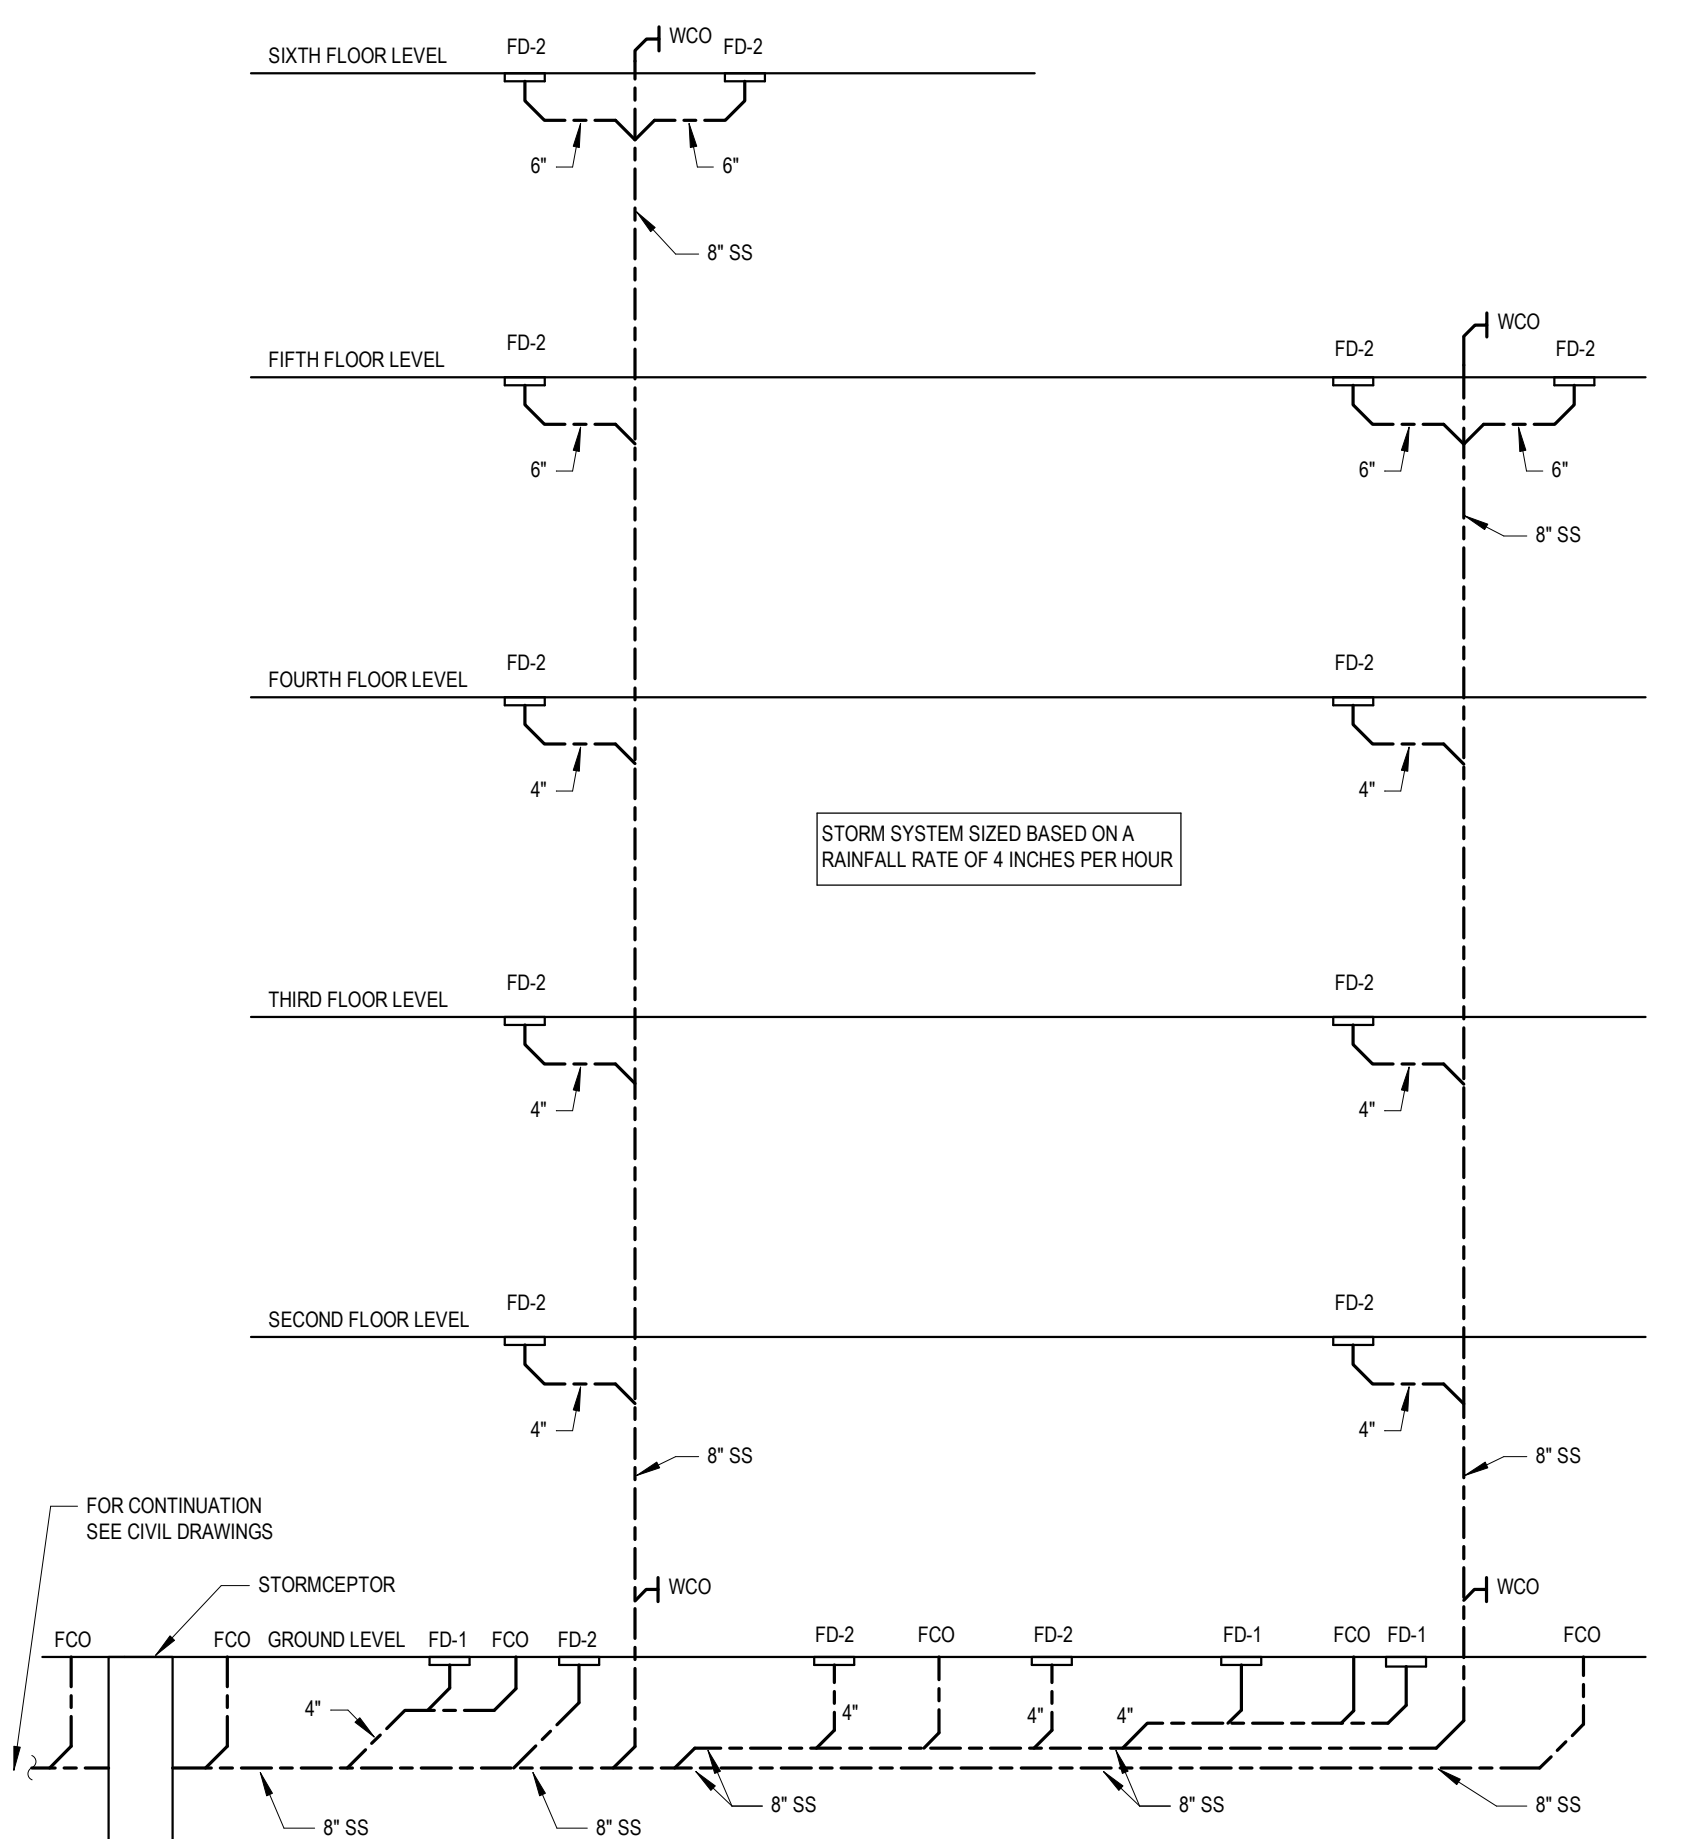 WCO
SIXTH FLOOR LEVEL
FD-2
FD-2
6"
6"
8" SS
WCO
FIFTH FLOOR LEVEL
FD-2
FD-2
FD-2
6"
6"
6"
8" SS
FOURTH FLOOR LEVEL
FD-2
FD-2
4"
4"
STORM SYSTEM SIZED BASED ON A
RAINFALL RATE OF 4 INCHES PER HOUR
THIRD FLOOR LEVEL
FD-2
FD-2
4"
4"
SECOND FLOOR LEVEL
FD-2
FD-2
4"
4"
8" SS
8" SS
FOR CONTINUATION
SEE CIVIL DRAWINGS
STORMCEPTOR
WCO
WCO
FCO
FCO
GROUND LEVEL
FD-1
FCO
FD-2
FD-2
FCO
FD-2
FD-1
FCO
FD-1
FCO
4"
4"
4"
4"
8" SS
8" SS
8" SS
8" SS
8" SS